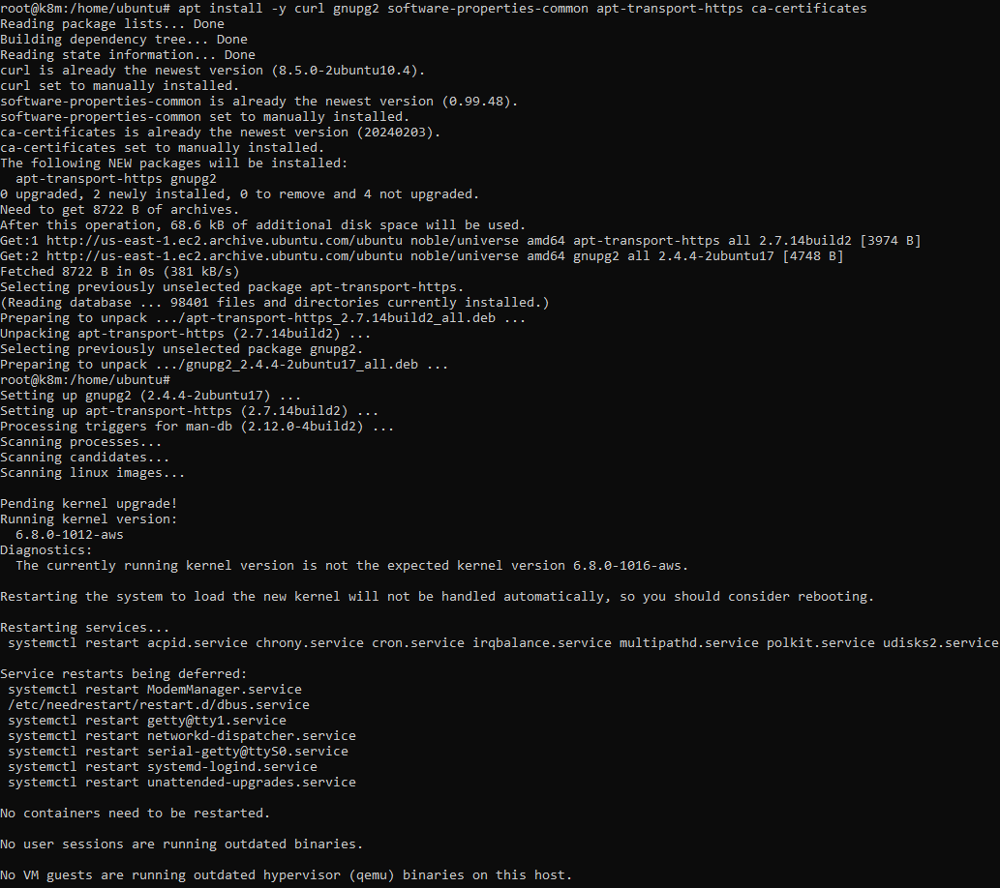 root@k8m:/home/ubuntu# apt install -y curl gnupg2 software-properties-common apt-transport-https ca-certificates
Reading package lists... Done
Building dependency tree... Done
Reading state information... Done
curl is already the newest version (8.5.0-2ubuntu10.4).
curl set to manually installed.
software-properties-common is already the newest version (0.99.48).
software-properties-common set to manually installed.
ca-certificates is already the newest version (20240203).
ca-certificates set to manually installed.
The following NEW packages will be installed:
  apt-transport-https gnupg2
0 upgraded, 2 newly installed, 0 to remove and 4 not upgraded.
Need to get 8722 B of archives.
After this operation, 68.6 kB of additional disk space will be used.
Get:1 http://us-east-1.ec2.archive.ubuntu.com/ubuntu noble/universe amd64 apt-transport-https all 2.7.14build2 [3974 B]
Get:2 http://us-east-1.ec2.archive.ubuntu.com/ubuntu noble/universe amd64 gnupg2 all 2.4.4-2ubuntu17 [4748 B]
Fetched 8722 B in 0s (381 kB/s)
Selecting previously unselected package apt-transport-https.
(Reading database ... 98401 files and directories currently installed.)
Preparing to unpack .../apt-transport-https_2.7.14build2_all.deb ...
Unpacking apt-transport-https (2.7.14build2) ...
Selecting previously unselected package gnupg2.
Preparing to unpack .../gnupg2_2.4.4-2ubuntu17_all.deb ...
root@k8m:/home/ubuntu#
Setting up gnupg2 (2.4.4-2ubuntu17) ...
Setting up apt-transport-https (2.7.14build2) ...
Processing triggers for man-db (2.12.0-4build2) ...
Scanning processes...
Scanning candidates...
Scanning linux images...

Pending kernel upgrade!
Running kernel version:
  6.8.0-1012-aws
Diagnostics:
  The currently running kernel version is not the expected kernel version 6.8.0-1016-aws.

Restarting the system to load the new kernel will not be handled automatically, so you should consider rebooting.

Restarting services...
 systemctl restart acpid.service chrony.service cron.service irqbalance.service multipathd.service polkit.service udisks2.service

Service restarts being deferred:
 systemctl restart ModemManager.service
 /etc/needrestart/restart.d/dbus.service
 systemctl restart getty@tty1.service
 systemctl restart networkd-dispatcher.service
 systemctl restart serial-getty@ttyS0.service
 systemctl restart systemd-logind.service
 systemctl restart unattended-upgrades.service

No containers need to be restarted.

No user sessions are running outdated binaries.

No VM guests are running outdated hypervisor (qemu) binaries on this host.